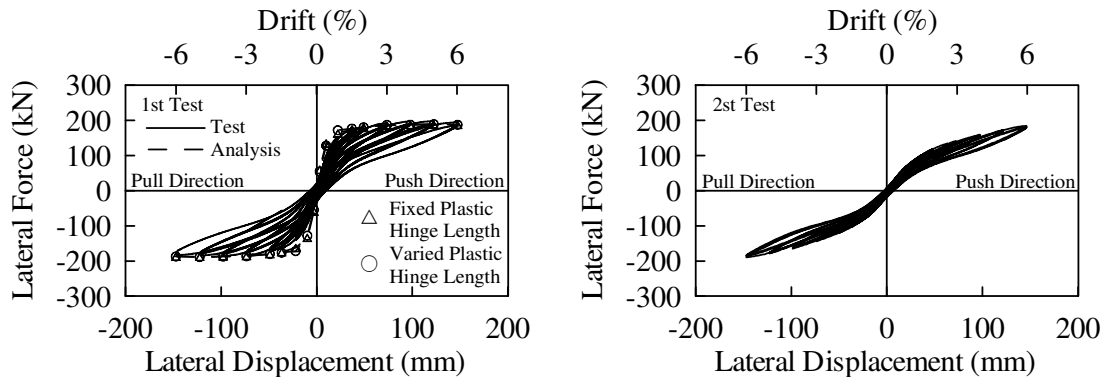 Drift (%)
-6 -3 0 3 6
Lateral Force (kN)
300
200
100
0
-100
-200
-300
1st Test
Test
Analysis
Pull Direction
Push Direction
Fixed Plastic
Hinge Length
Varied Plastic
Hinge Length
-200 -100 0 100 200
Lateral Displacement (mm)
Drift (%)
-6 -3 0 3 6
Lateral Force (kN)
300
200
100
0
-100
-200
-300
2st Test
Pull Direction
Push Direction
-200 -100 0 100 200
Lateral Displacement (mm)